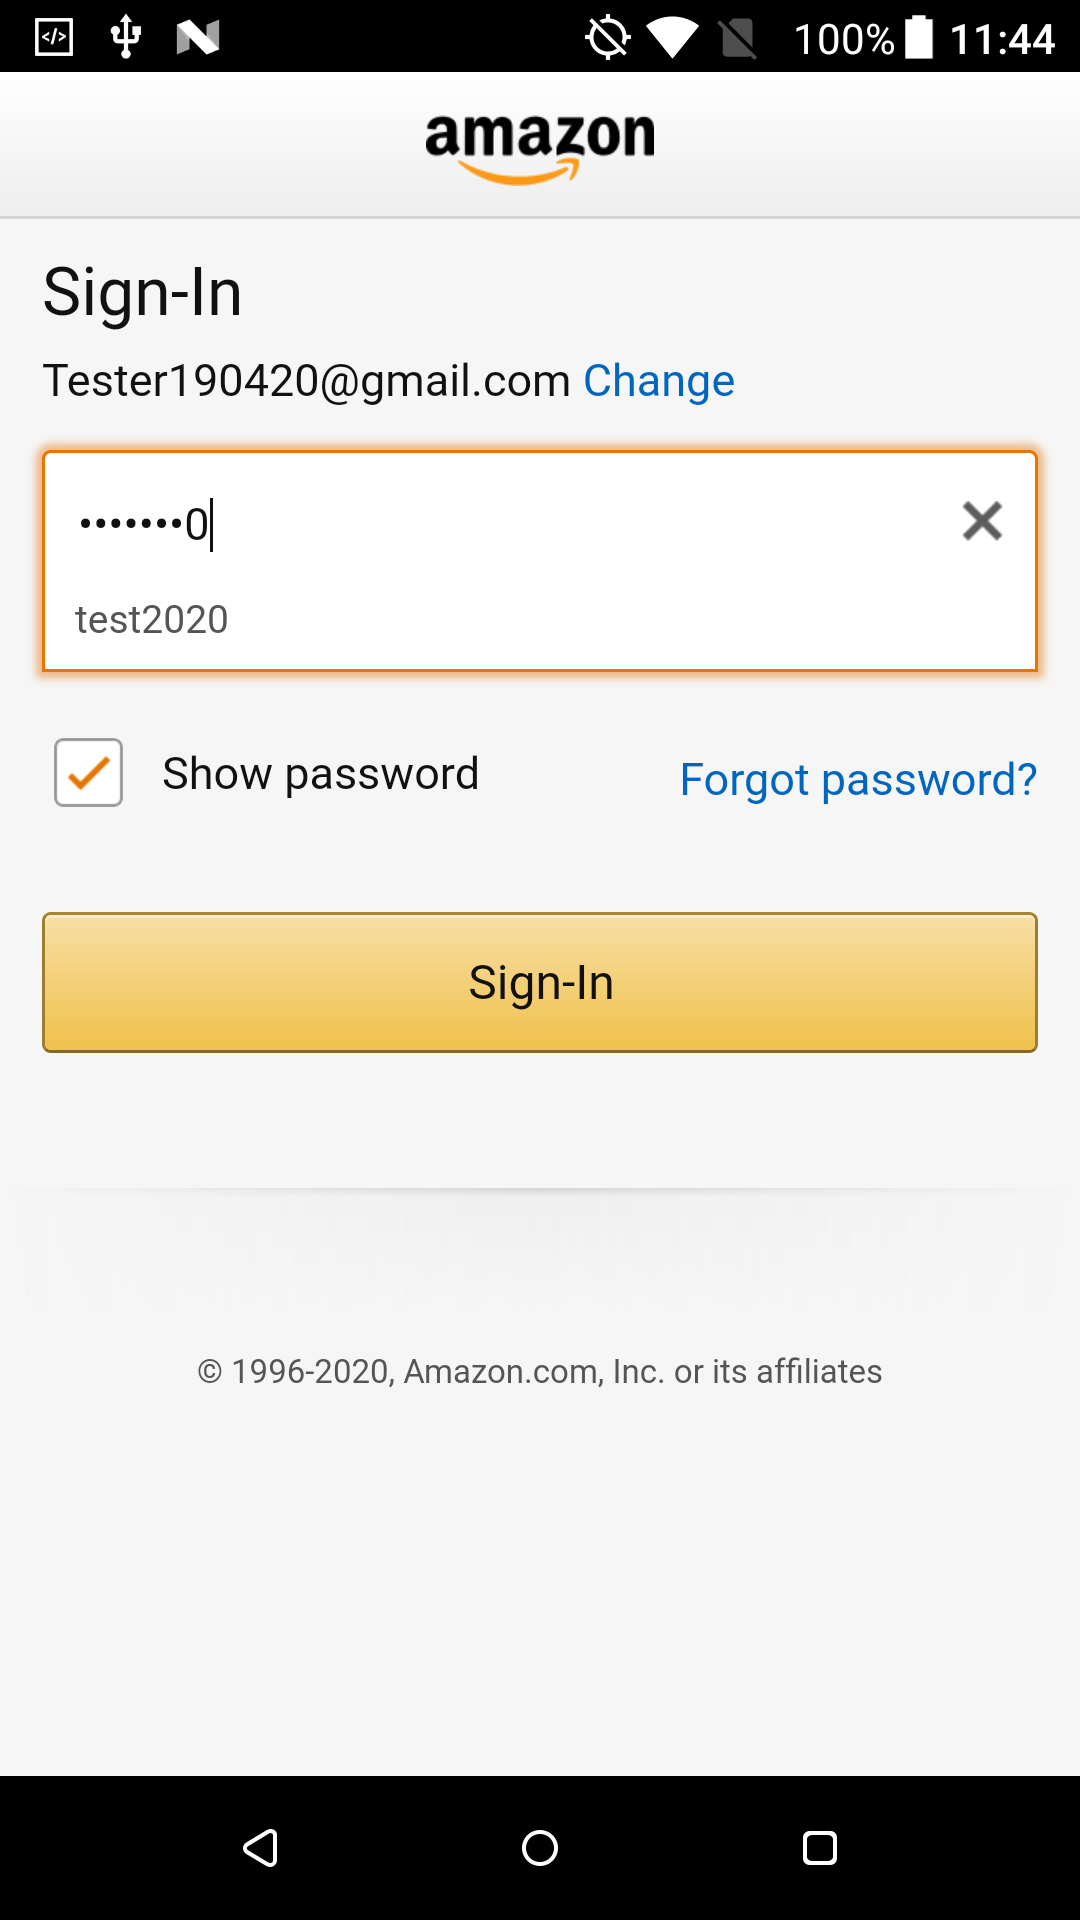 100% 11:44
amazon
Sign-In
Tester190420@gmail.com Change
•••••••0
test2020
Show password
Forgot password?
Sign-In
© 1996-2020, Amazon.com, Inc. or its affiliates